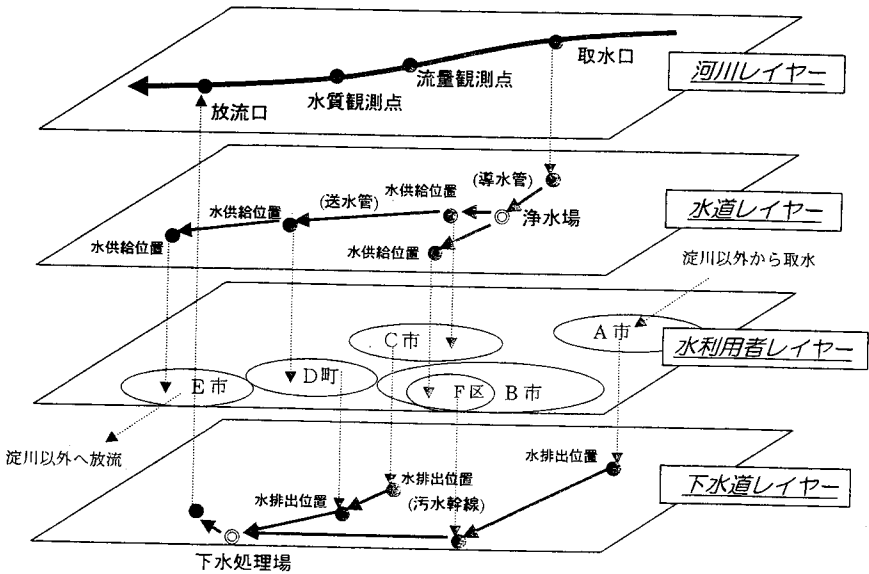 取水口
河川レイヤー
流量観測点
水質観測点
放流口
(導水管)
水供給位置
(送水管)
水供給位置
浄水場
水道レイヤー
水供給位置
水供給位置
淀川以外から取水
A市
C市
水利用者レイヤー
D町
E市
F区
B市
淀川以外へ放流
水排出位置
水排出位置
下水道レイヤー
水排出位置
(汚水幹線)
下水処理場